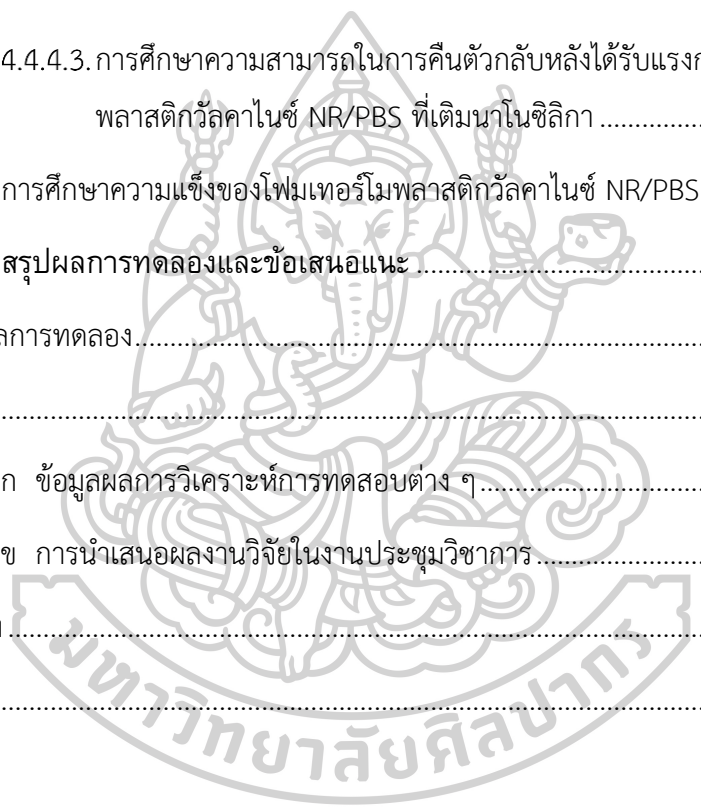 4.4.4.3. การศึกษาความสามารถในการคืนตัวกลับหลังได้รับแรงก
พลาสติกวัลคาไนซ์ NR/PBS ที่เติมนาโนซิลิกา ..............
การศึกษาความแข็งของโฟมเทอร์โมพลาสติกวัลคาไนซ์ NR/PBS
สรุปผลการทดลองและข้อเสนอแนะ ....................................
ลการทดลอง....................................................................
....................................................................................
ก ข้อมูลผลการวิเคราะห์การทดสอบต่าง ๆ ...........................
ข การนำเสนอผลงานวิจัยในงานประชุมวิชาการ .....................
....................................................................................
....................................................................................
มหาวิทยาลัยศิลปากร